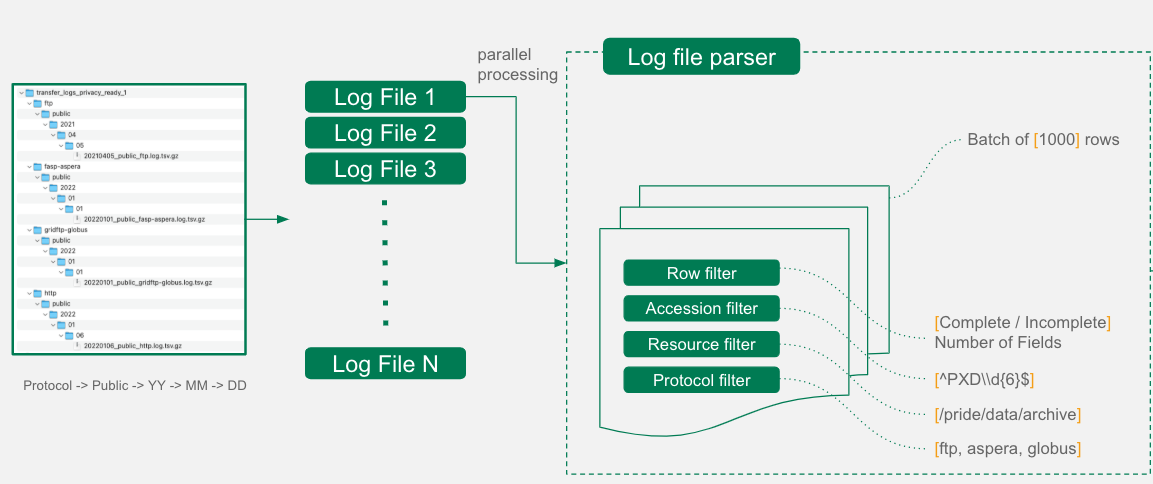 transfer_logs_privacy_ready_1
ftp
public
2021
04
05
20210405_public_ftp.log.tsv.gz
fasp-aspera
public
2022
01
01
20220101_public_fasp-aspera.log.tsv.gz
gridftp-globus
public
2022
01
01
20220101_public_gridftp-globus.log.tsv.gz
http
public
2022
01
06
20220106_public_http.log.tsv.gz
Protocol -> Public -> YY -> MM -> DD
Log File 1
Log File 2
Log File 3
Log File N
parallel
processing
Log file parser
Batch of [1000] rows
Row filter
Accession filter
Resource filter
Protocol filter
[Complete / Incomplete]
Number of Fields
[^PXD\\d{6}$]
[/pride/data/archive]
[ftp, aspera, globus]